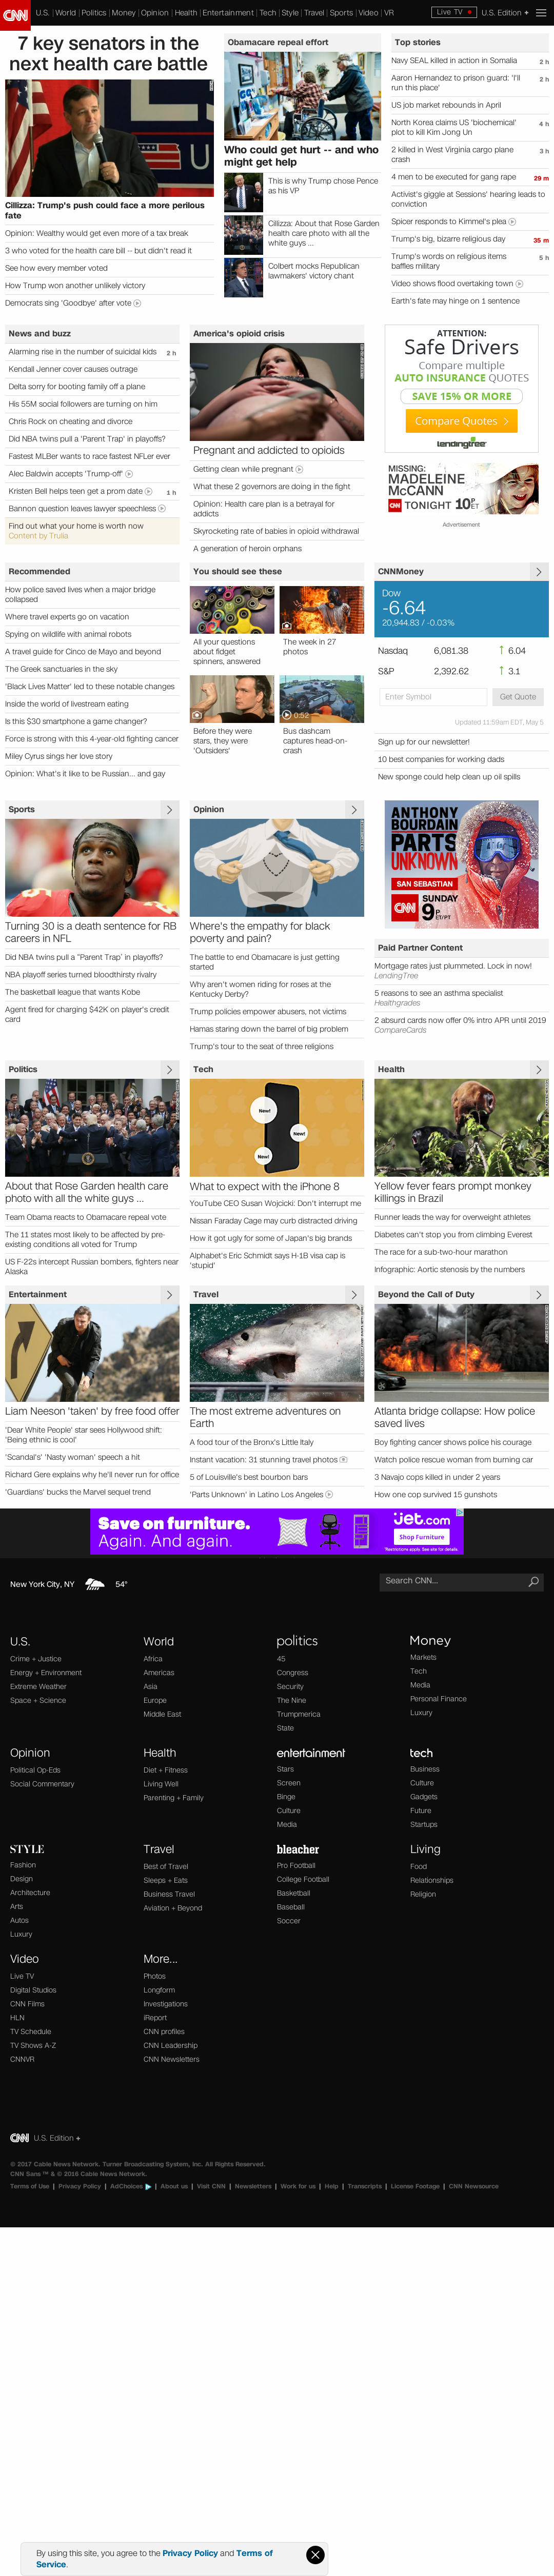 CNN
U.S. | World | Politics | Money | Opinion | Health | Entertainment | Tech | Style | Travel | Sports | Video | VR
Live TV
U.S. Edition +
7 key senators in the
next health care battle
Cillizza: Trump's push could face a more perilous
fate
Opinion: Wealthy would get even more of a tax break
3 who voted for the health care bill -- but didn't read it
See how every member voted
How Trump won another unlikely victory
Democrats sing 'Goodbye' after vote
Obamacare repeal effort
Who could get hurt -- and who
might get help
This is why Trump chose Pence
as his VP
Cillizza: About that Rose Garden
health care photo with all the
white guys ...
Colbert mocks Republican
lawmakers' victory chant
Top stories
Navy SEAL killed in action in Somalia 2 h
Aaron Hernandez to prison guard: 'I'll 2 h
run this place'
US job market rebounds in April
North Korea claims US 'biochemical' 4 h
plot to kill Kim Jong Un
2 killed in West Virginia cargo plane 3 h
crash
4 men to be executed for gang rape 29 m
Activist's giggle at Sessions' hearing leads to
conviction
Spicer responds to Kimmel's plea
Trump's big, bizarre religious day 35 m
Trump's words on religious items 5 h
baffles military
Video shows flood overtaking town
Earth's fate may hinge on 1 sentence
News and buzz
Alarming rise in the number of suicidal kids 2 h
Kendall Jenner cover causes outrage
Delta sorry for booting family off a plane
His 55M social followers are turning on him
Chris Rock on cheating and divorce
Did NBA twins pull a 'Parent Trap' in playoffs?
Fastest MLBer wants to race fastest NFLer ever
Alec Baldwin accepts 'Trump-off'
Kristen Bell helps teen get a prom date 1 h
Bannon question leaves lawyer speechless
Find out what your home is worth now
Content by Trulia
America's opioid crisis
Pregnant and addicted to opioids
Getting clean while pregnant
What these 2 governors are doing in the fight
Opinion: Health care plan is a betrayal for
addicts
Skyrocketing rate of babies in opioid withdrawal
A generation of heroin orphans
ATTENTION:
Safe Drivers
Compare multiple
AUTO INSURANCE QUOTES
SAVE 15% OR MORE
Compare Quotes >
lendingtree
MISSING:
MADELEINE
McCANN
CNN TONIGHT 10P ET
Advertisement
Recommended
How police saved lives when a major bridge
collapsed
Where travel experts go on vacation
Spying on wildlife with animal robots
A travel guide for Cinco de Mayo and beyond
The Greek sanctuaries in the sky
'Black Lives Matter' led to these notable changes
Inside the world of livestream eating
Is this $30 smartphone a game changer?
Force is strong with this 4-year-old fighting cancer
Miley Cyrus sings her love story
Opinion: What's it like to be Russian... and gay
You should see these
All your questions
about fidget
spinners, answered
The week in 27
photos
0:52
Before they were
stars, they were
'Outsiders'
Bus dashcam
captures head-on-
crash
CNNMoney
Dow
-6.64
20,944.83 / -0.03%
Nasdaq 6,081.38 ↑ 6.04
S&P 2,392.62 ↑ 3.1
Enter Symbol
Get Quote
Updated 11:59am EDT, May 5
Sign up for our newsletter!
10 best companies for working dads
New sponge could help clean up oil spills
Sports
Turning 30 is a death sentence for RB
careers in NFL
Did NBA twins pull a "Parent Trap' in playoffs?
NBA playoff series turned bloodthirsty rivalry
The basketball league that wants Kobe
Agent fired for charging $42K on player's credit
card
Opinion
Where's the empathy for black
poverty and pain?
The battle to end Obamacare is just getting
started
Why aren't women riding for roses at the
Kentucky Derby?
Trump policies empower abusers, not victims
Hamas staring down the barrel of big problem
Trump's tour to the seat of three religions
ANTHONY
BOURDAIN
PARTS
UNKNOWN
SAN SEBASTIAN
CNN
SUNDAY
9P ET/PT
Paid Partner Content
Mortgage rates just plummeted. Lock in now!
LendingTree
5 reasons to see an asthma specialist
Healthgrades
2 absurd cards now offer 0% intro APR until 2019
CompareCards
Politics
About that Rose Garden health care
photo with all the white guys ...
Team Obama reacts to Obamacare repeal vote
The 11 states most likely to be affected by pre-
existing conditions all voted for Trump
US F-22s intercept Russian bombers, fighters near
Alaska
Tech
New!
New!
New!
What to expect with the iPhone 8
YouTube CEO Susan Wojcicki: Don't interrupt me
Nissan Faraday Cage may curb distracted driving
How it got ugly for some of Japan's big brands
Alphabet's Eric Schmidt says H-1B visa cap is
'stupid'
Health
Yellow fever fears prompt monkey
killings in Brazil
Runner leads the way for overweight athletes
Diabetes can't stop you from climbing Everest
The race for a sub-two-hour marathon
Infographic: Aortic stenosis by the numbers
Entertainment
Liam Neeson 'taken' by free food offer
'Dear White People' star sees Hollywood shift:
'Being ethnic is cool'
'Scandal's' 'Nasty woman' speech a hit
Richard Gere explains why he'll never run for office
'Guardians' bucks the Marvel sequel trend
Travel
The most extreme adventures on
Earth
A food tour of the Bronx's Little Italy
Instant vacation: 31 stunning travel photos
5 of Louisville's best bourbon bars
'Parts Unknown' in Latino Los Angeles
Beyond the Call of Duty
Atlanta bridge collapse: How police
saved lives
Boy fighting cancer shows police his courage
Watch police rescue woman from burning car
3 Navajo cops killed in under 2 years
How one cop survived 15 gunshots
Save on furniture.
Again. And again.
jet.com
Shop Furniture
*Restrictions apply. See site for details.
New York City, NY 54°
Search CNN...
U.S.
Crime + Justice
Energy + Environment
Extreme Weather
Space + Science
World
Africa
Americas
Asia
Europe
Middle East
politics
45
Congress
Security
The Nine
Trumpmerica
State
Money
Markets
Tech
Media
Personal Finance
Luxury
Opinion
Political Op-Eds
Social Commentary
Health
Diet + Fitness
Living Well
Parenting + Family
entertainment
Stars
Screen
Binge
Culture
Media
tech
Business
Culture
Gadgets
Future
Startups
STYLE
Fashion
Design
Architecture
Arts
Autos
Luxury
Travel
Best of Travel
Sleeps + Eats
Business Travel
Aviation + Beyond
bleacher
Pro Football
College Football
Basketball
Baseball
Soccer
Living
Food
Relationships
Religion
Video
Live TV
Digital Studios
CNN Films
HLN
TV Schedule
TV Shows A-Z
CNNVR
More...
Photos
Longform
Investigations
iReport
CNN profiles
CNN Leadership
CNN Newsletters
CNN U.S. Edition +
© 2017 Cable News Network. Turner Broadcasting System, Inc. All Rights Reserved.
CNN Sans ™ & © 2016 Cable News Network.
Terms of Use | Privacy Policy | AdChoices | About us | Visit CNN | Newsletters | Work for us | Help | Transcripts | License Footage | CNN Newsource
By using this site, you agree to the Privacy Policy and Terms of
Service.